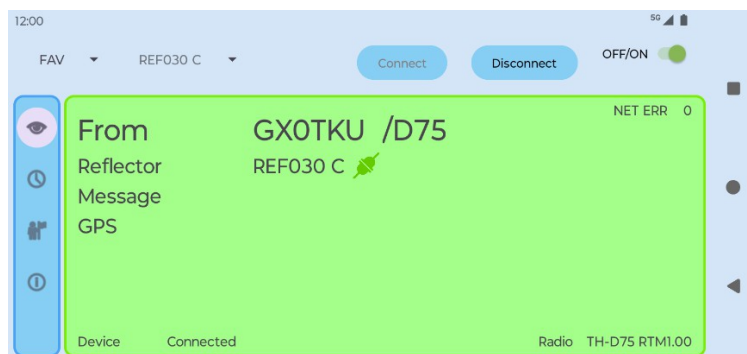 12:00 5G
FAV REF030 C Connect Disconnect OFF/ON
NET ERR 0
From GX0TKU /D75
Reflector REF030 C
Message
GPS
Device Connected Radio TH-D75 RTM1.00